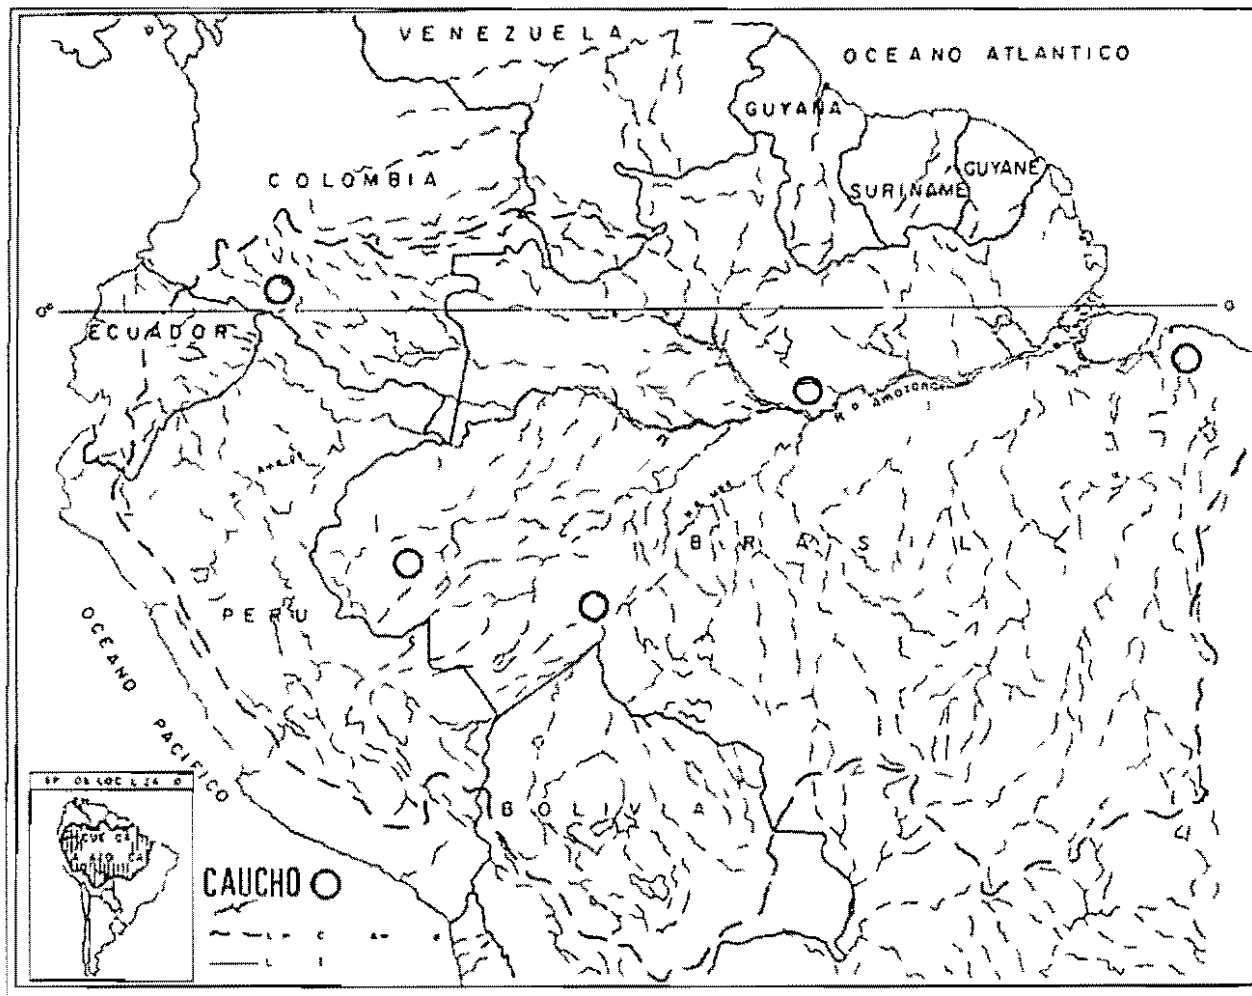 VENEZUELA
OCEANO ATLANTICO
GUYANA
COLOMBIA
GUYANE
SURINAME
0°
0
ECUADOR
AMAZONAS
BRASIL
PERU
OCEANO PACIFICO
BOLIVIA
CAUCHO